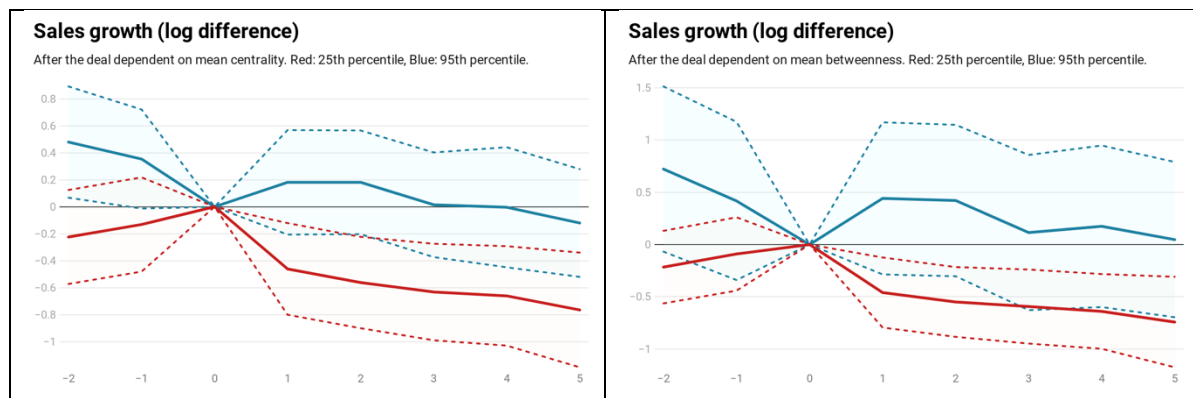 Sales growth (log difference)
After the deal dependent on mean centrality. Red: 25th percentile, Blue: 95th percentile.
0.8
0.6
0.4
0.2
0
−0.2
−0.4
−0.6
−0.8
−1
−2 −1 0 1 2 3 4 5
Sales growth (log difference)
After the deal dependent on mean betweenness. Red: 25th percentile, Blue: 95th percentile.
1.5
1
0.5
0
−0.5
−1
−2 −1 0 1 2 3 4 5